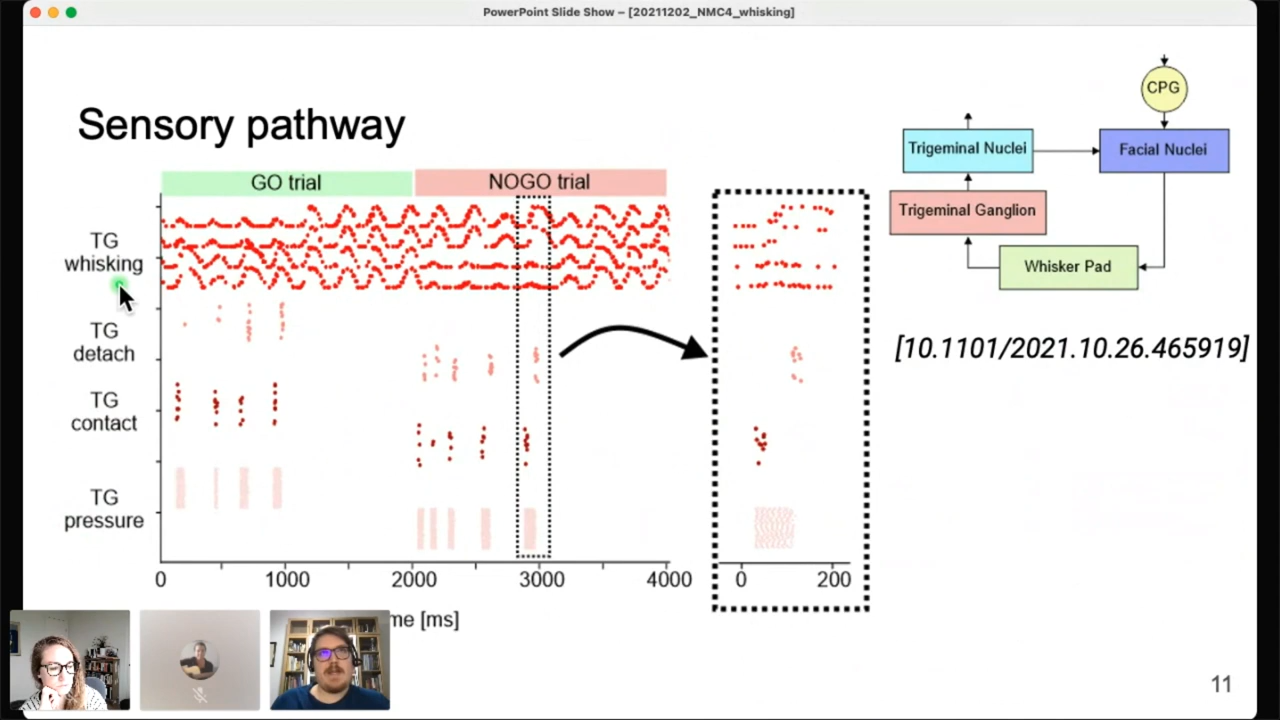 PowerPoint Slide Show – [20211202_NMC4_whisking]
Sensory pathway
GO trial
NOGO trial
TG
whisking
TG
detach
TG
contact
TG
pressure
0
1000
2000
3000
4000
me [ms]
0
200
CPG
Trigeminal Nuclei
Facial Nuclei
Trigeminal Ganglion
Whisker Pad
[10.1101/2021.10.26.465919]
11